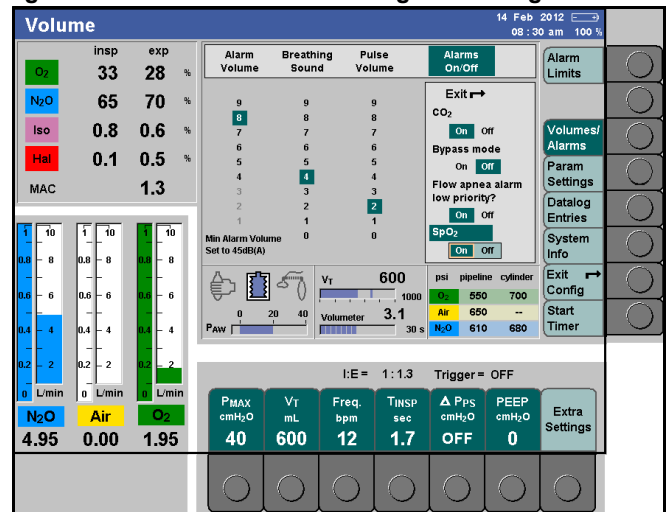 Volume
14 Feb 2012
08 : 30 am 100 %
insp exp
O2 33 28 %
N2O 65 70 %
Iso 0.8 0.6 %
Hal 0.1 0.5 %
MAC 1.3
Alarm Volume
Breathing Sound
Pulse Volume
Alarms On/Off
9 9 9
8 8 8
7 7 7
6 6 6
5 5 5
4 4 4
3 3 3
2 2 2
1 1 1
0 0
Min Alarm Volume
Set to 45dB(A)
Exit
CO2
On Off
Bypass mode
On Off
Flow apnea alarm
low priority?
On Off
SpO2
On Off
Alarm Limits
Volumes/ Alarms
Param Settings
Datalog Entries
System Info
Exit Config
Start Timer
1 10 1 10 1 10
0.8 8 0.8 8 0.8 8
0.6 6 0.6 6 0.6 6
0.4 4 0.4 4 0.4 4
0.2 2 0.2 2 0.2 2
0 L/min 0 L/min 0 L/min
N2O Air O2
4.95 0.00 1.95
0 20 40
PAW
VT 600
1000
Volumeter 3.1
30 s
psi pipeline cylinder
O2 550 700
Air 650 --
N2O 610 680
I:E = 1 : 1.3 Trigger = OFF
PMAX VT Freq. TINSP Δ PPS PEEP
cmH2O mL bpm sec cmH2O cmH2O
40 600 12 1.7 OFF 0
Extra Settings